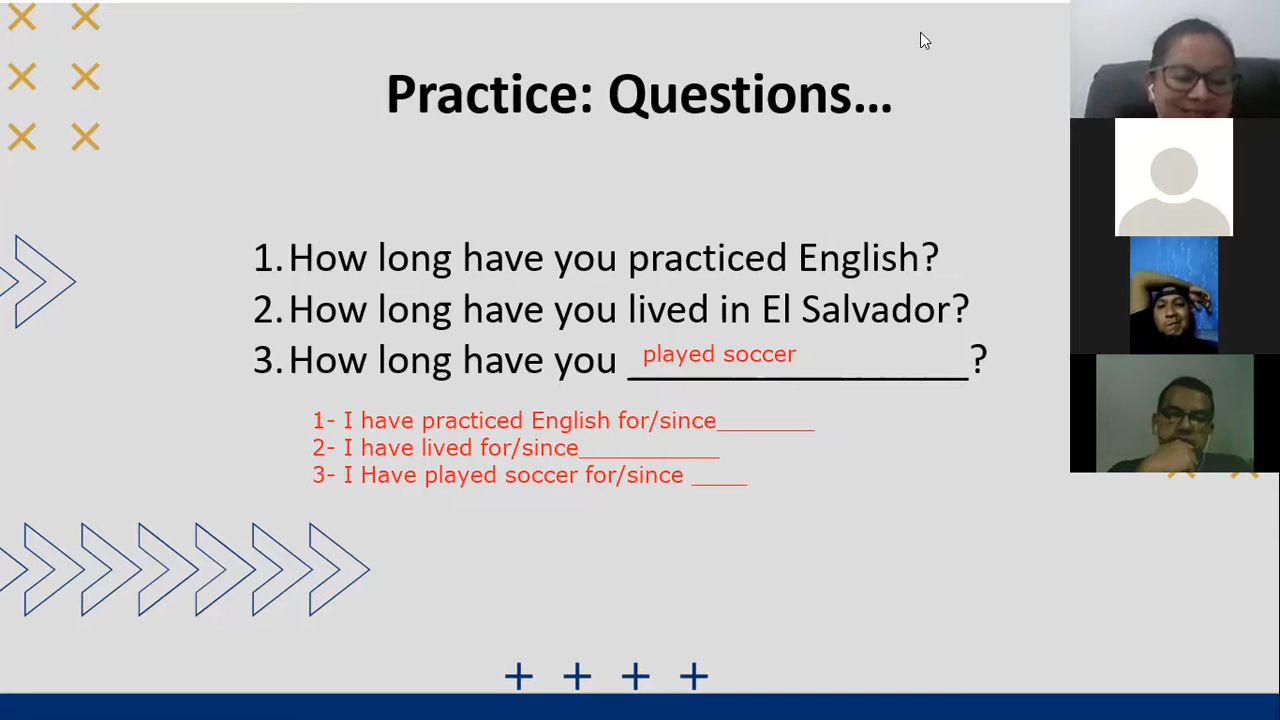 Practice: Questions...
1. How long have you practiced English?
2. How long have you lived in El Salvador?
3. How long have you played soccer?
1- I have practiced English for/since________
2- I have lived for/since__________
3- I Have played soccer for/since ____